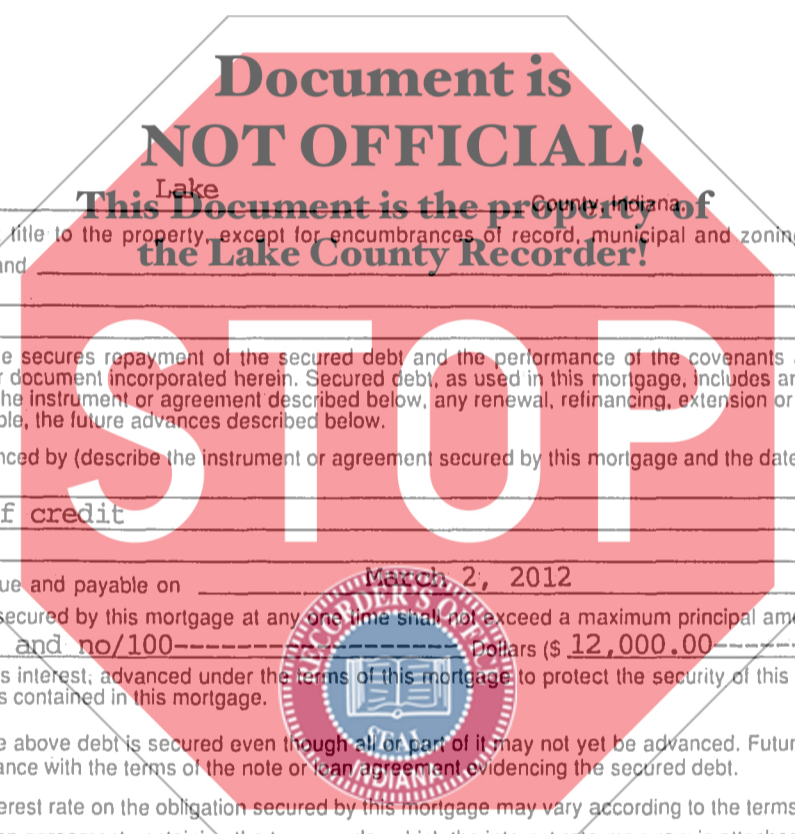 Document is
NOT OFFICIAL!
Lake County, Indiana.
This Document is the property of
title to the property, except for encumbrances of record, municipal and zoning
the Lake County Recorder!
and
STOP
e secures repayment of the secured debt and the performance of the covenants
r document incorporated herein. Secured debt, as used in this mortgage, includes
he instrument or agreement described below, any renewal, refinancing, extension or
ble, the future advances described below.
nced by (describe the instrument or agreement secured by this mortgage and the date
f credit
ue and payable on March 2, 2012
secured by this mortgage at any one time shall not exceed a maximum principal
and no/100-------------------- Dollars ($ 12,000.00------
s interest, advanced under the terms of this mortgage to protect the security of this
s contained in this mortgage.
RECORDER'S OFFICE
SEAL
INDIANA
e above debt is secured even though all or part of it may not yet be advanced. Futur
ance with the terms of the note or loan agreement evidencing the secured debt.
erest rate on the obligation secured by this mortgage may vary according to the terms